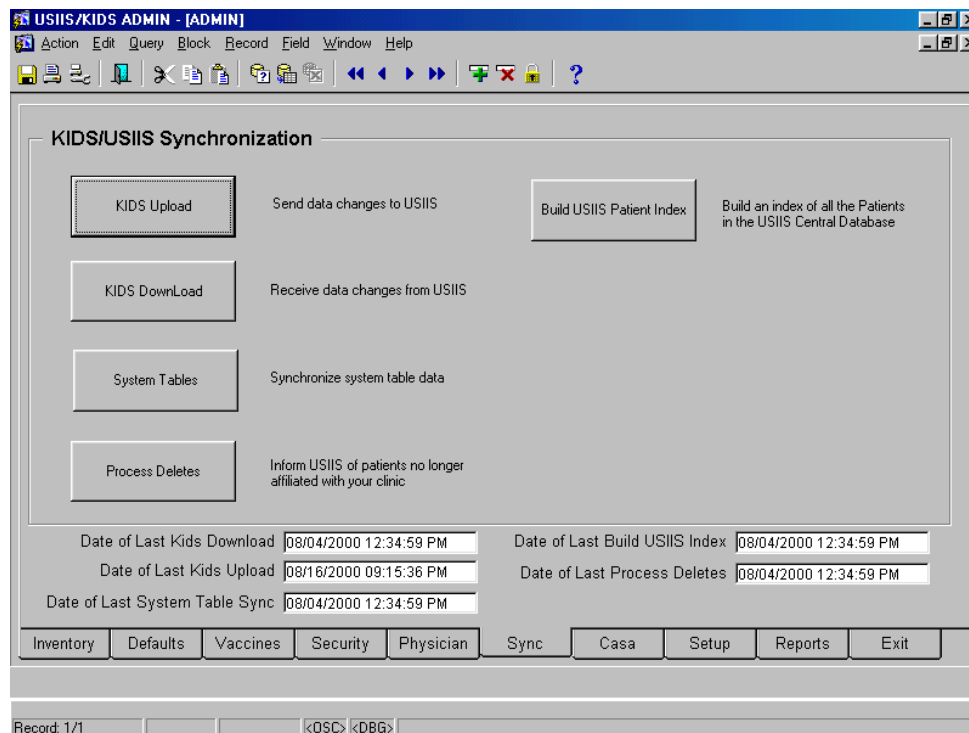 USIIS/KIDS ADMIN - [ADMIN]
Action Edit Query Block Record Field Window Help
KIDS/USIIS Synchronization
KIDS Upload
Send data changes to USIIS
Build USIIS Patient Index
Build an index of all the Patients
in the USIIS Central Database
KIDS DownLoad
Receive data changes from USIIS
System Tables
Synchronize system table data
Process Deletes
Inform USIIS of patients no longer
affiliated with your clinic
Date of Last Kids Download 08/04/2000 12:34:59 PM
Date of Last Build USIIS Index 08/04/2000 12:34:59 PM
Date of Last Kids Upload 08/16/2000 09:15:36 PM
Date of Last Process Deletes 08/04/2000 12:34:59 PM
Date of Last System Table Sync 08/04/2000 12:34:59 PM
Inventory Defaults Vaccines Security Physician Sync Casa Setup Reports Exit
Record: 1/1 <OSC> <DBG>